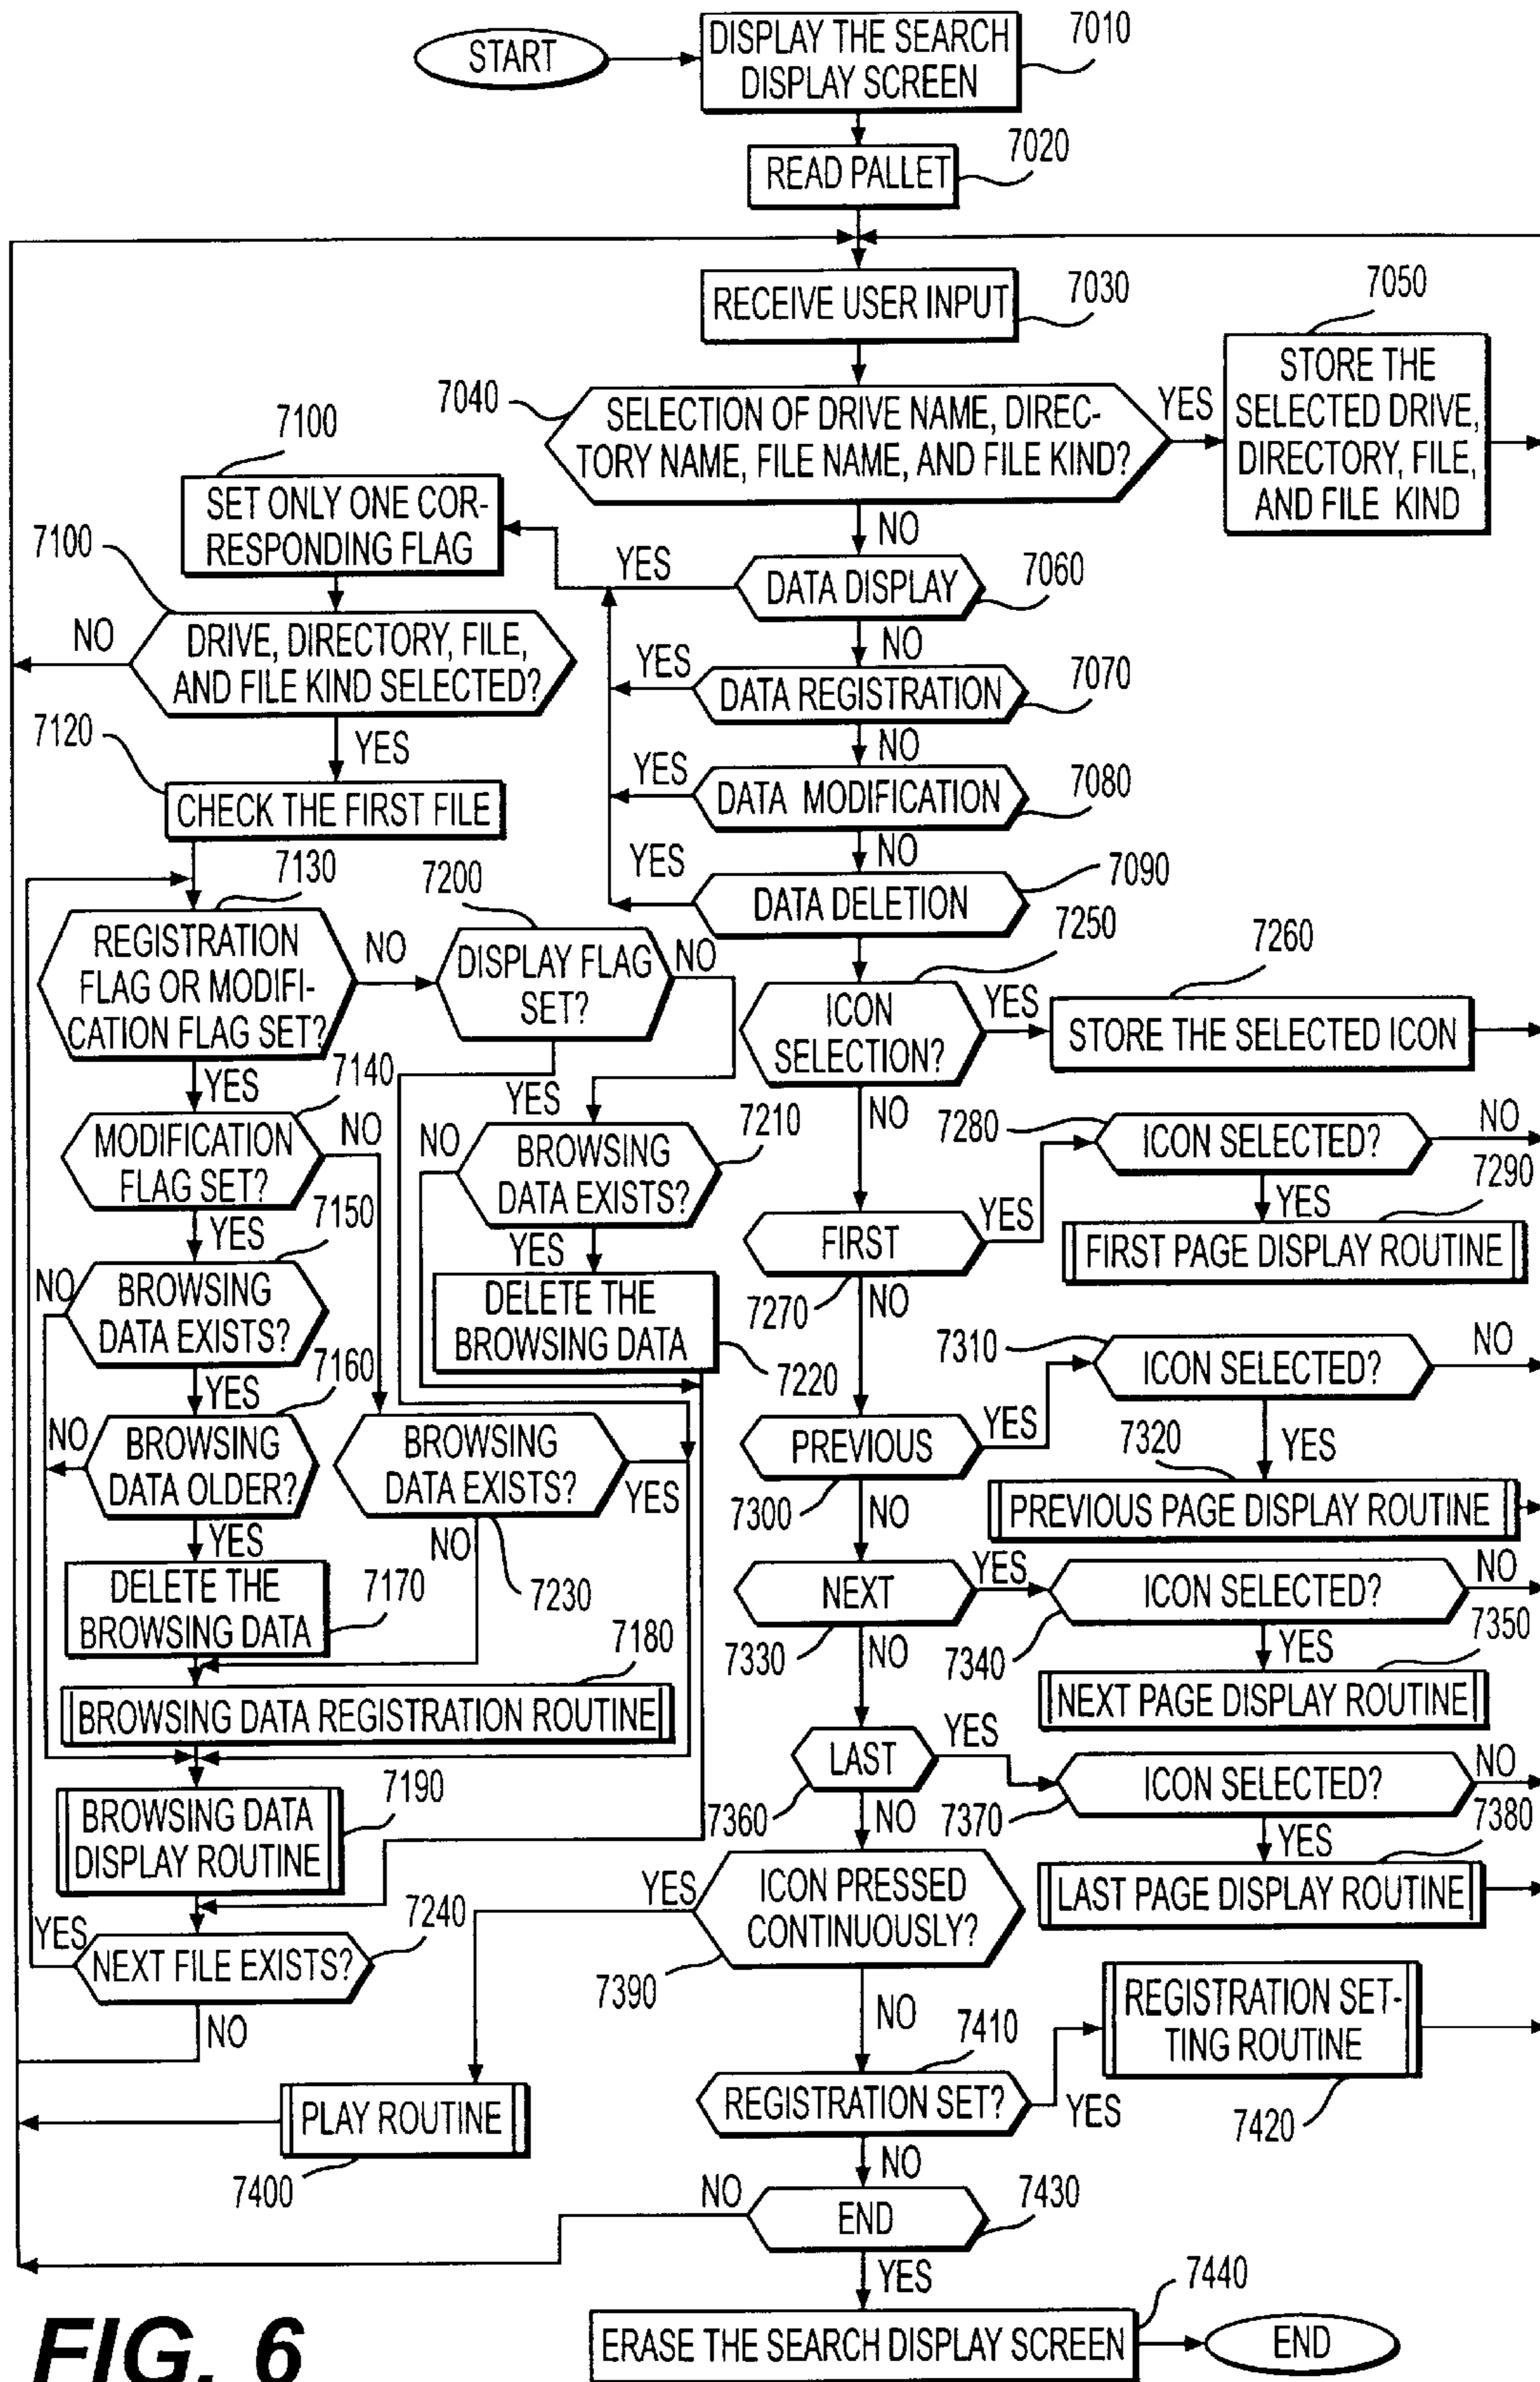 START
DISPLAY THE SEARCH
DISPLAY SCREEN
7010
READ PALLET
7020
RECEIVE USER INPUT
7030
7040
SELECTION OF DRIVE NAME, DIREC-
TORY NAME, FILE NAME, AND FILE KIND?
YES
NO
7050
STORE THE
SELECTED DRIVE,
DIRECTORY, FILE,
AND FILE KIND
7100
SET ONLY ONE COR-
RESPONDING FLAG
YES
DATA DISPLAY
7060
NO
7100
NO
DRIVE, DIRECTORY, FILE,
AND FILE KIND SELECTED?
YES
YES
DATA REGISTRATION
7070
NO
7120
CHECK THE FIRST FILE
YES
DATA MODIFICATION
7080
NO
YES
DATA DELETION
7090
7130
REGISTRATION
FLAG OR MODIFI-
CATION FLAG SET?
NO
YES
7200
DISPLAY FLAG
SET?
NO
YES
7250
ICON
SELECTION?
YES
NO
7260
STORE THE SELECTED ICON
7140
MODIFICATION
FLAG SET?
NO
YES
NO
BROWSING
DATA EXISTS?
7210
YES
7280
ICON SELECTED?
NO
YES
7290
FIRST PAGE DISPLAY ROUTINE
7150
NO
BROWSING
DATA EXISTS?
YES
DELETE THE
BROWSING DATA
7220
FIRST
YES
7270
NO
7310
ICON SELECTED?
NO
YES
7160
NO
BROWSING
DATA OLDER?
YES
BROWSING
DATA EXISTS?
YES
NO
7230
PREVIOUS
YES
7300
NO
7320
PREVIOUS PAGE DISPLAY ROUTINE
DELETE THE
BROWSING DATA
7170
NEXT
YES
7330
NO
ICON SELECTED?
NO
7340
YES
7350
NEXT PAGE DISPLAY ROUTINE
7180
BROWSING DATA REGISTRATION ROUTINE
LAST
YES
7360
NO
ICON SELECTED?
NO
7370
YES
7380
LAST PAGE DISPLAY ROUTINE
BROWSING DATA
DISPLAY ROUTINE
7190
YES
ICON PRESSED
CONTINUOUSLY?
7390
NO
YES
NEXT FILE EXISTS?
7240
NO
REGISTRATION SET-
TING ROUTINE
7420
7410
REGISTRATION SET?
YES
NO
PLAY ROUTINE
7400
NO
END
7430
YES
7440
ERASE THE SEARCH DISPLAY SCREEN
END
FIG. 6